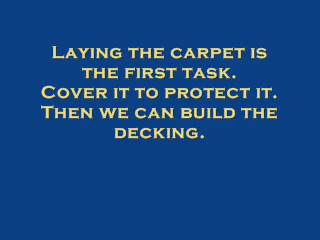 Laying the carpet is
the first task.
Cover it to protect it.
Then we can build the
decking.